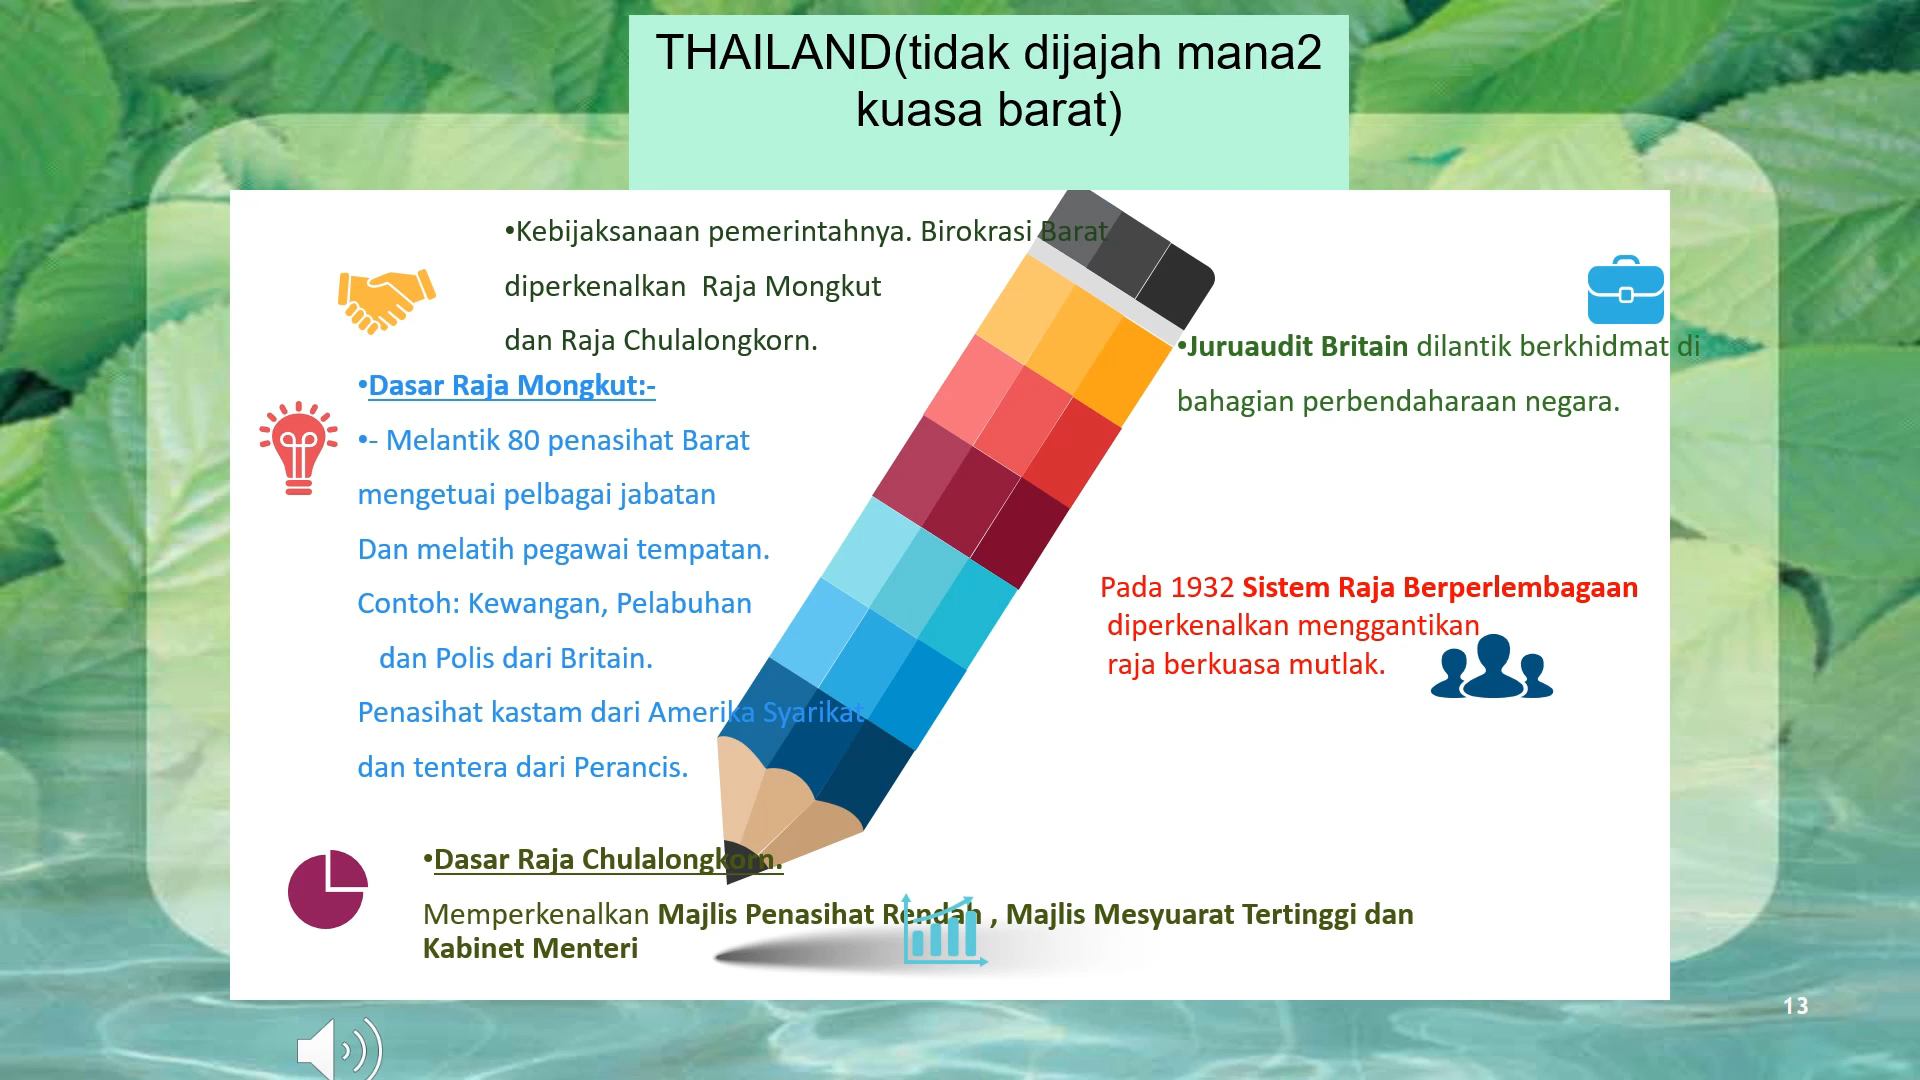 THAILAND(tidak dijajah mana2
kuasa barat)
•Kebijaksanaan pemerintahnya. Birokrasi Barat
diperkenalkan  Raja Mongkut
dan Raja Chulalongkorn.
•Dasar Raja Mongkut:-
•- Melantik 80 penasihat Barat
mengetuai pelbagai jabatan
Dan melatih pegawai tempatan.
Contoh: Kewangan, Pelabuhan
dan Polis dari Britain.
Penasihat kastam dari Amerika Syarikat
dan tentera dari Perancis.
•Dasar Raja Chulalongkorn.
Memperkenalkan Majlis Penasihat Rendah , Majlis Mesyuarat Tertinggi dan
Kabinet Menteri
•Juruaudit Britain dilantik berkhidmat di
bahagian perbendaharaan negara.
Pada 1932 Sistem Raja Berperlembagaan
diperkenalkan menggantikan
raja berkuasa mutlak.
13